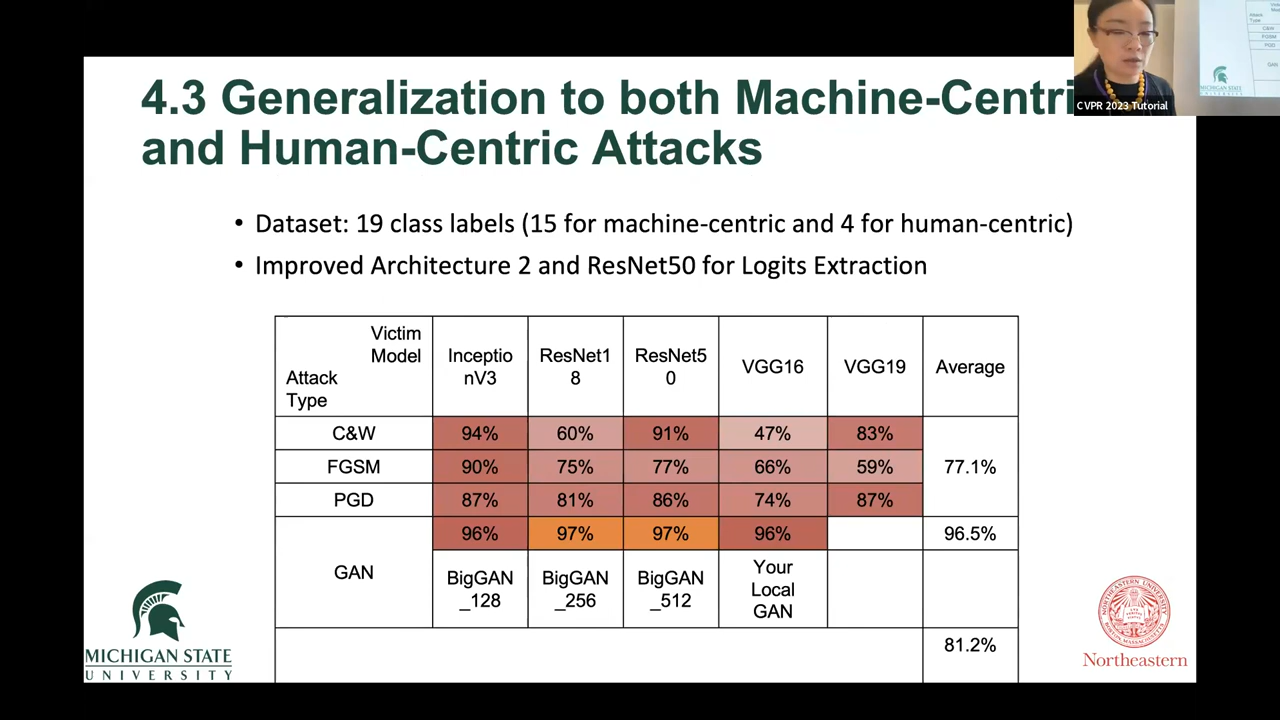 4.3 Generalization to both Machine-Centri
and Human-Centric Attacks
CVPR 2023 Tutorial
• Dataset: 19 class labels (15 for machine-centric and 4 for human-centric)
• Improved Architecture 2 and ResNet50 for Logits Extraction
Victim
Model
Attack
Type
Inceptio
nV3
ResNet1
8
ResNet5
0
VGG16
VGG19
Average
C&W
94%
60%
91%
47%
83%
FGSM
90%
75%
77%
66%
59%
77.1%
PGD
87%
81%
86%
74%
87%
GAN
96%
97%
97%
96%
96.5%
BigGAN
_128
BigGAN
_256
BigGAN
_512
Your
Local
GAN
81.2%
MICHIGAN STATE
UNIVERSITY
Northeastern